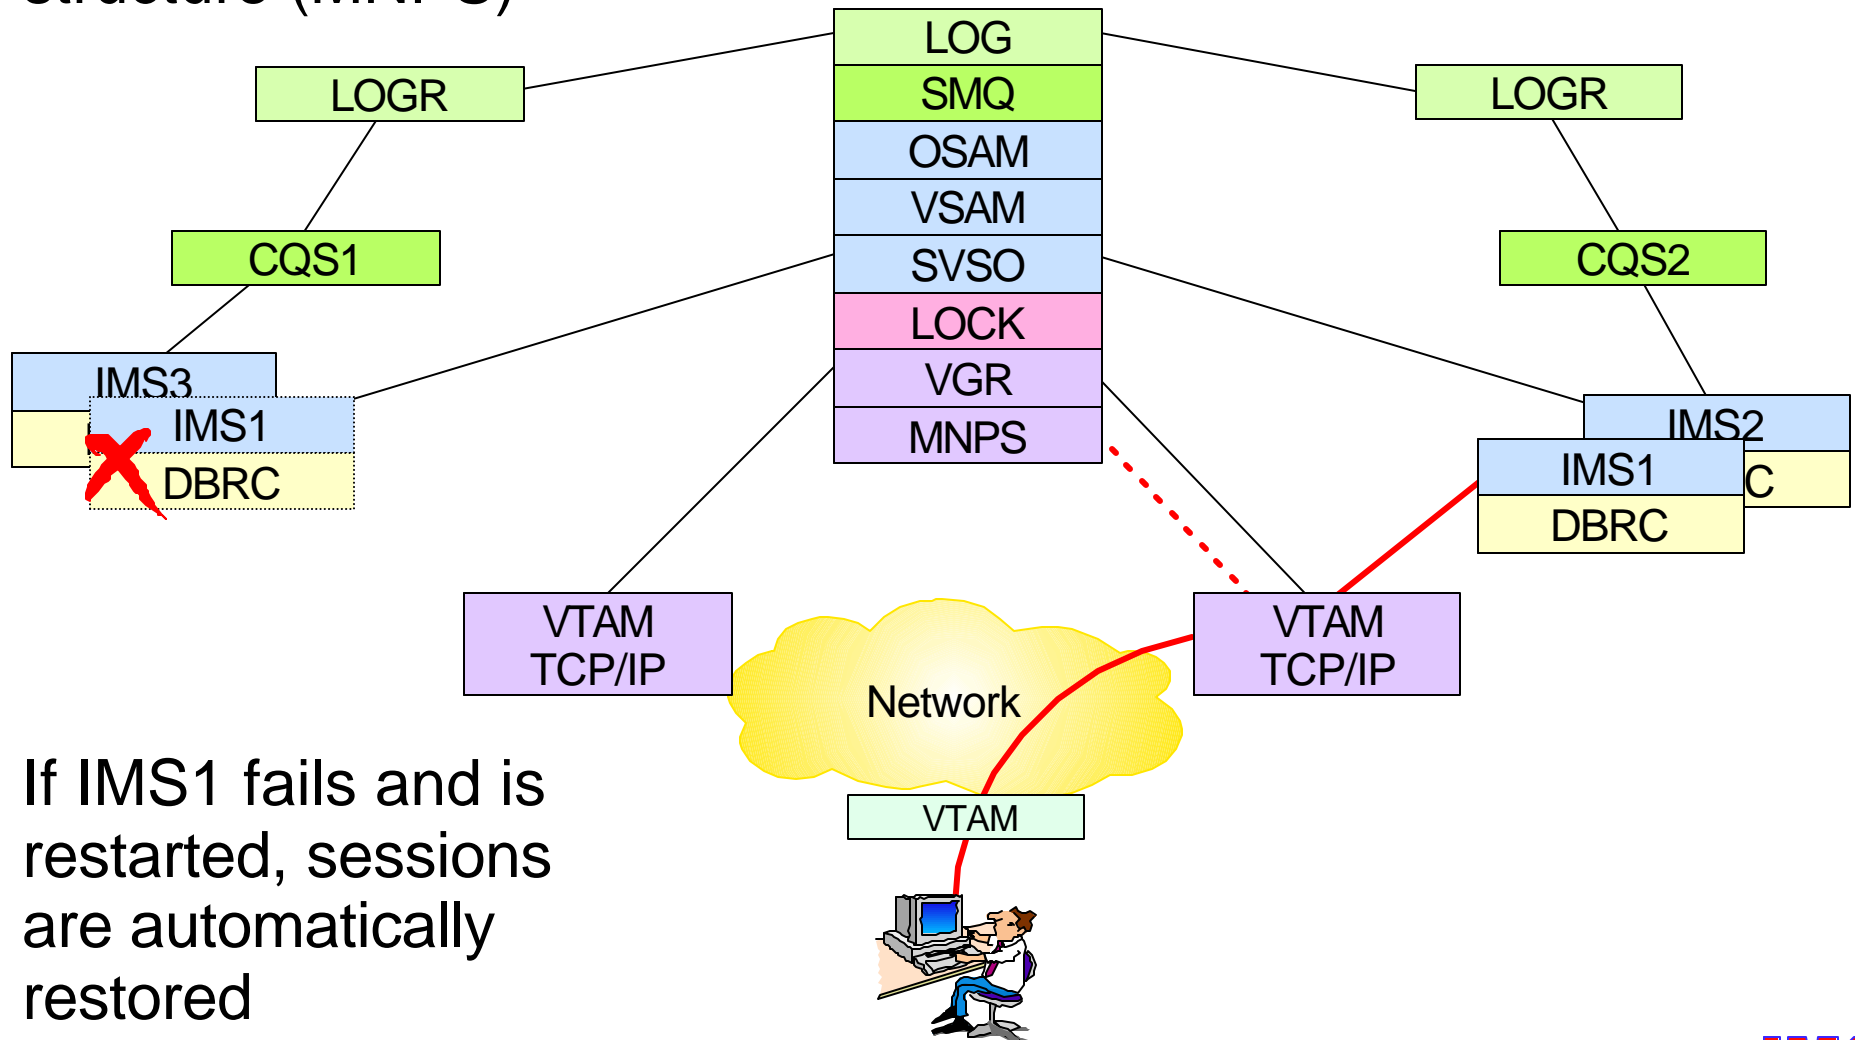 LOG
LOGR
SMQ
LOGR
OSAM
VSAM
CQS1
SVSO
CQS2
LOCK
IMS3
VGR
IMS1
MNPS
IMS2
DBRC
IMS1
C
DBRC
VTAM
TCP/IP
VTAM
TCP/IP
Network
If IMS1 fails and is
restarted, sessions
are automatically
restored
VTAM